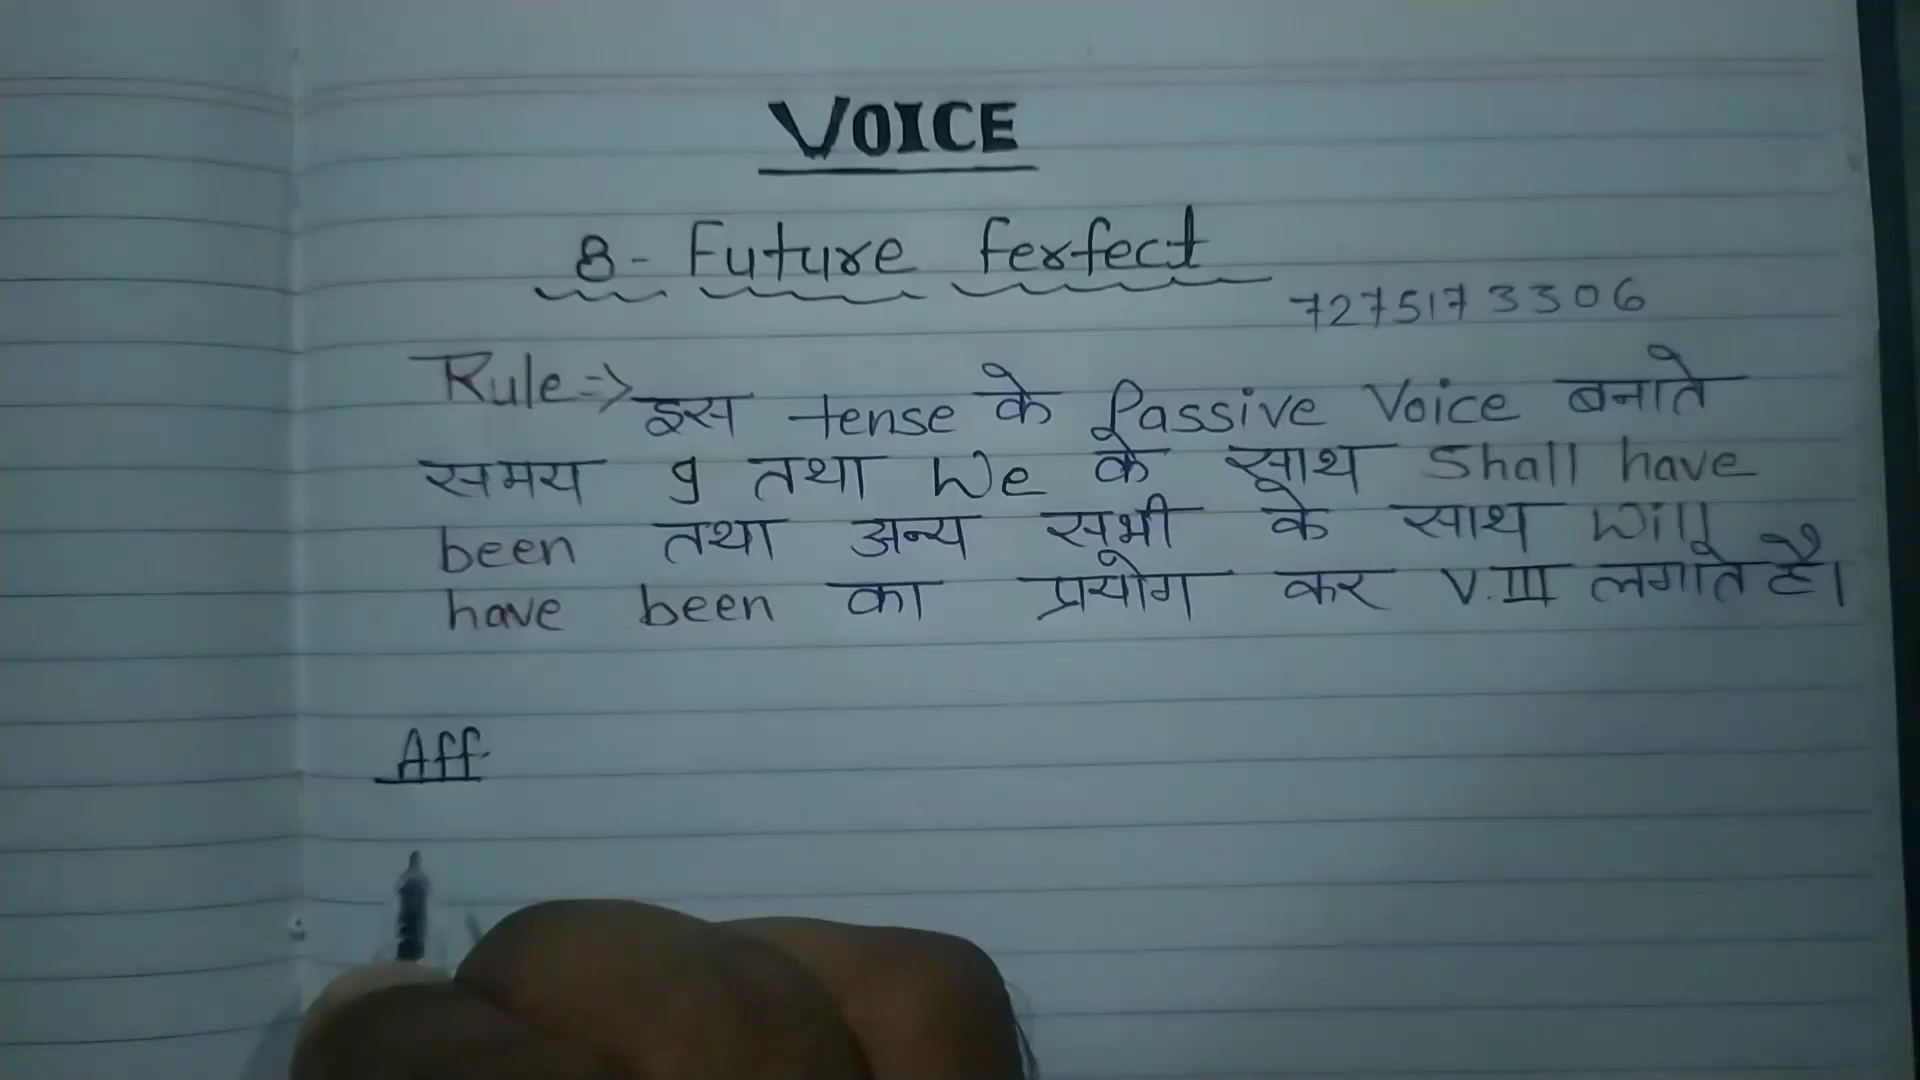 VOICE
8- Future Perfect
7275173306
Rule=> इस tense के Passive Voice बनाते
समय I तथा We के साथ Shall have
been तथा अन्य सभी के साथ Will
have been का प्रयोग कर V.III लगाते है।
Aff